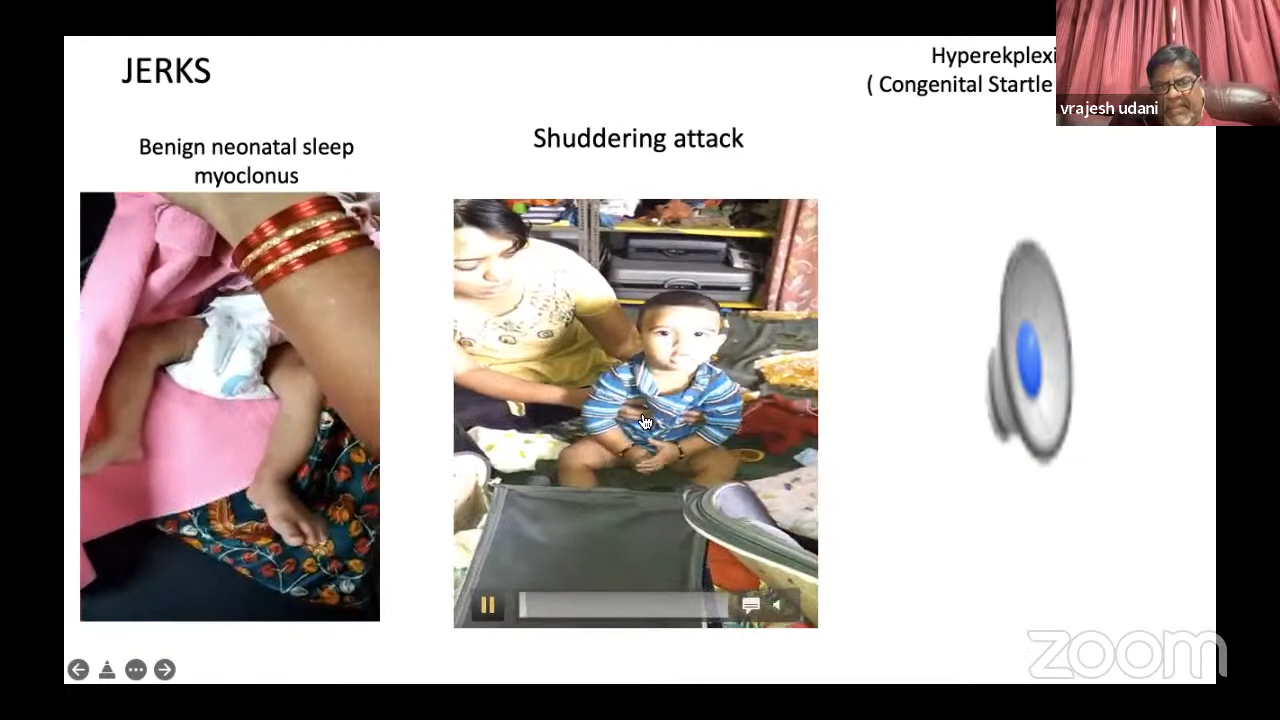 JERKS
Hyperekplexi
( Congenital Startle
vrajesh udani
Benign neonatal sleep
myoclonus
Shuddering attack
zoom